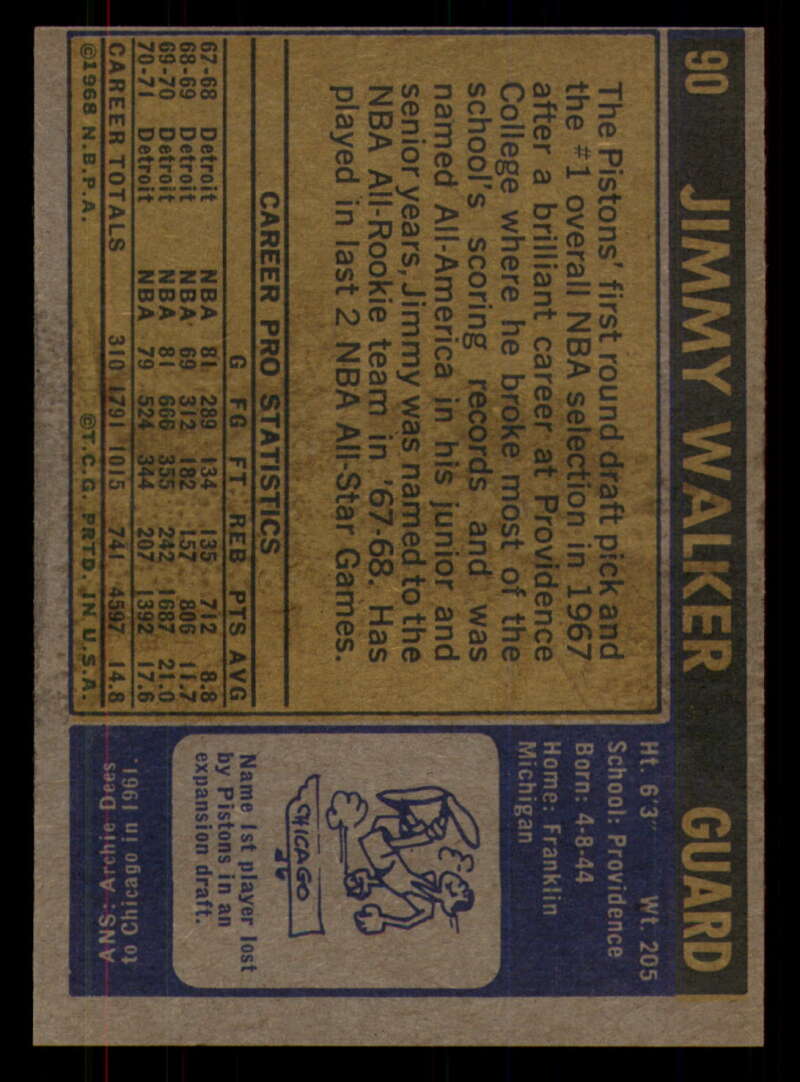 90 JIMMY WALKER GUARD
The Pistons' first round draft pick and
the #1 overall NBA selection in 1967
after a brilliant career at Providence
College where he broke most of the
school's scoring records and was
named All-America in his junior and
senior years, Jimmy was named to the
NBA All-Rookie team in '67-68. Has
played in last 2 NBA All-Star Games.
CAREER PRO STATISTICS
G FG FT. REB PTS AVG
67-68 Detroit NBA 81 289 134 135 712 8.8
68-69 Detroit NBA 69 312 182 157 806 11.7
69-70 Detroit NBA 81 666 355 242 1687 21.0
70-71 Detroit NBA 79 524 344 207 1392 17.6
CAREER TOTALS 310 1791 1015 741 4597 14.8
©1968 N.B.P.A. ©T.C.G. PRTD. IN U.S.A.
Ht. 6'3" Wt. 205
School: Providence
Born: 4-8-44
Home: Franklin
Michigan
CHICAGO
Name 1st player lost
by Pistons in an
expansion draft.
ANS: Archie Dees
to Chicago in 1961.